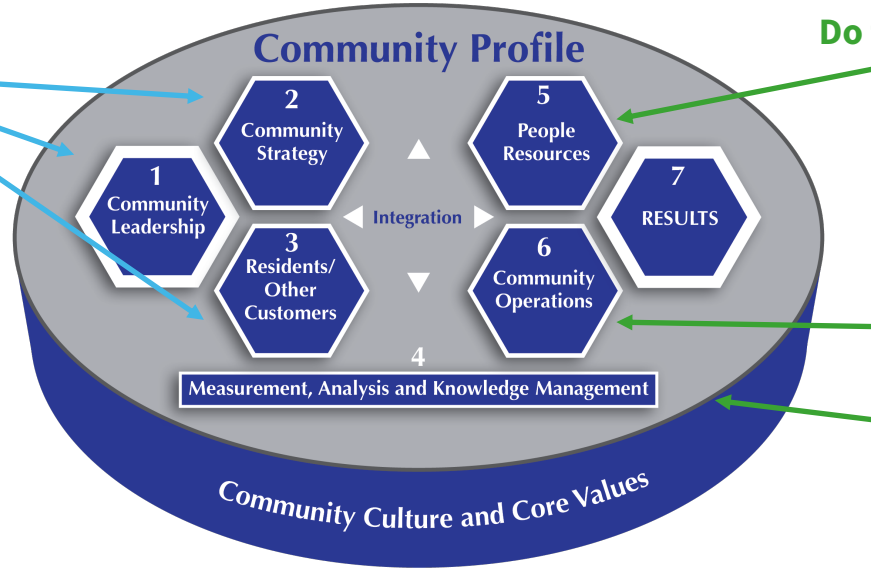 Do
Community Profile
1
Community
Leadership
2
Community
Strategy
3
Residents/
Other
Customers
Integration
5
People
Resources
6
Community
Operations
7
RESULTS
4
Measurement, Analysis and Knowledge Management
Community Culture and Core Values